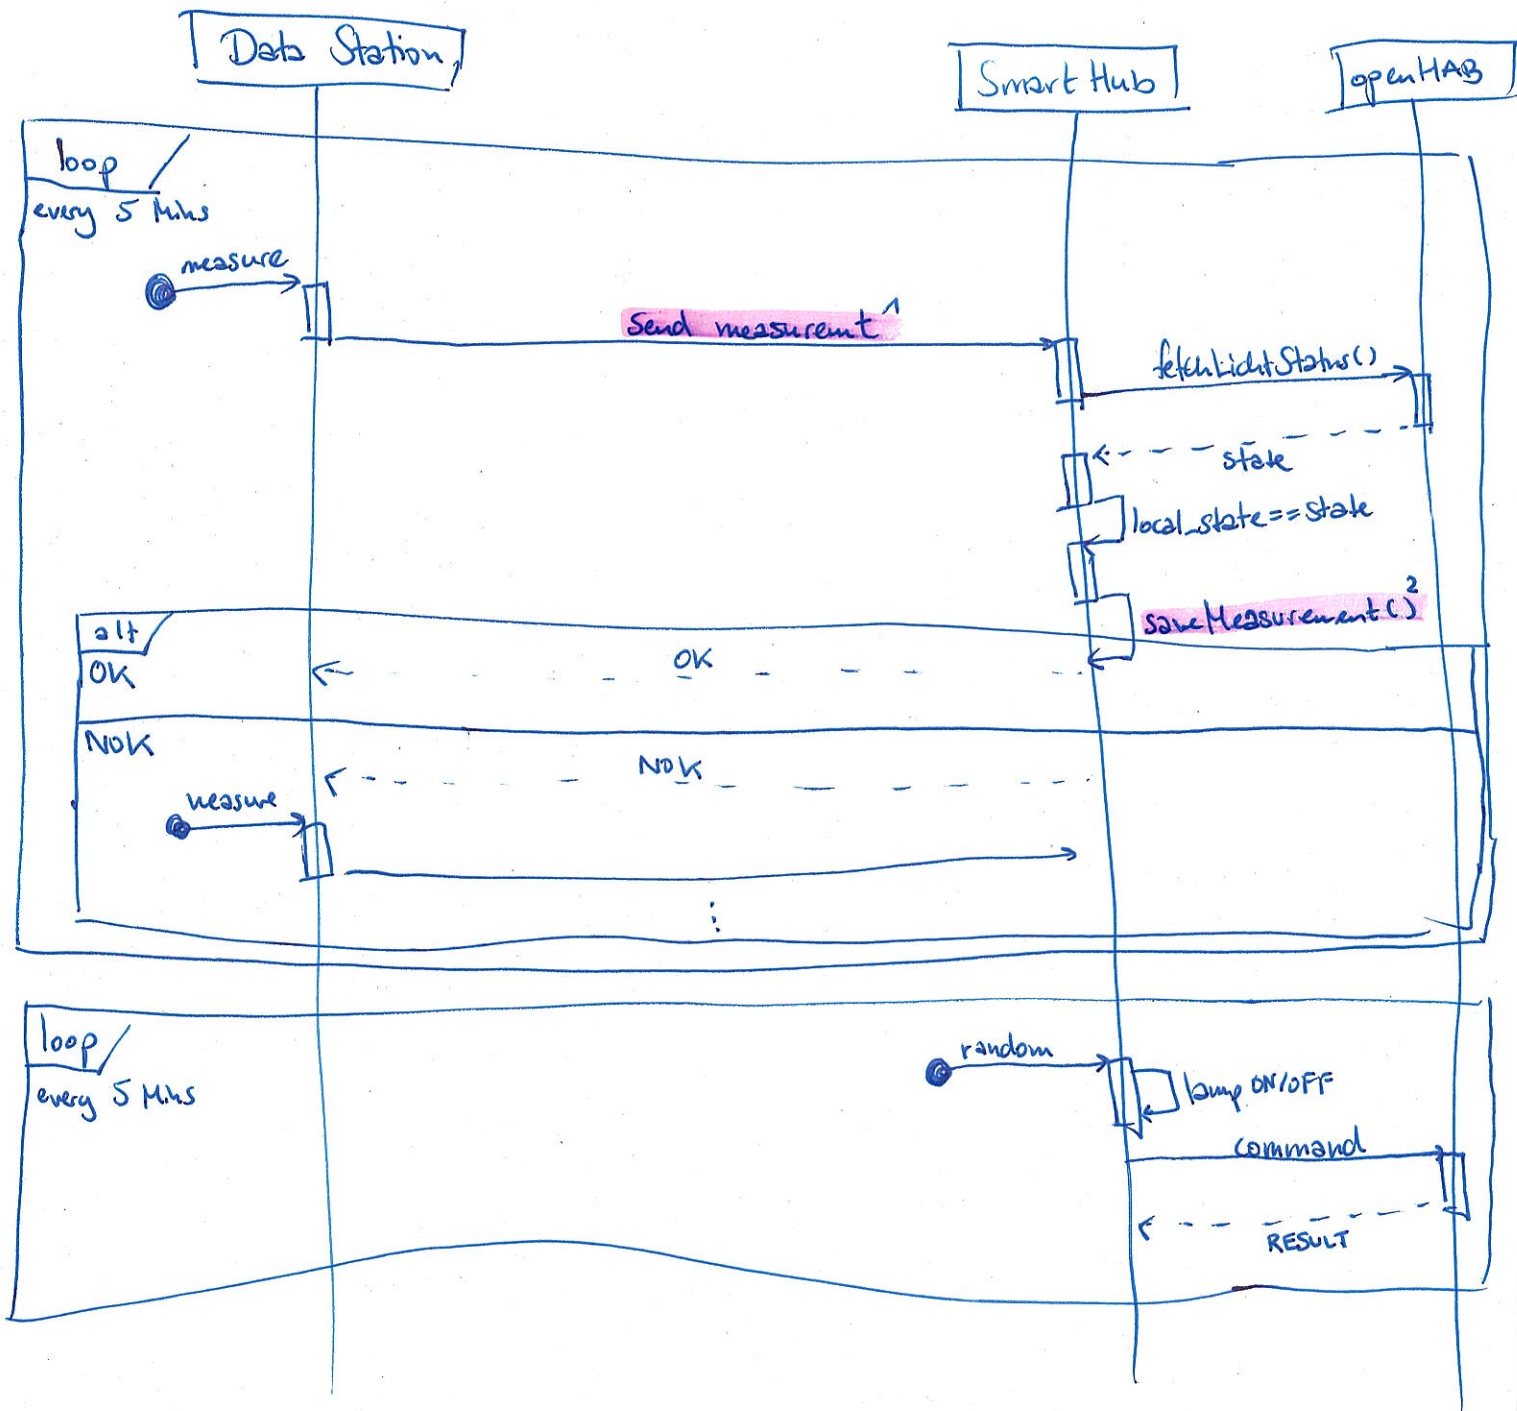 Data Station
Smart Hub
openHAB
loop
every 5 Mins
measure
Send measuremt 1
fetchLichtStatus()
state
local_state==state
saveMeasurement() 2
alt
OK
OK
NOK
NOK
measure
loop
every 5 Mins
random
lamp ON/OFF
command
RESULT